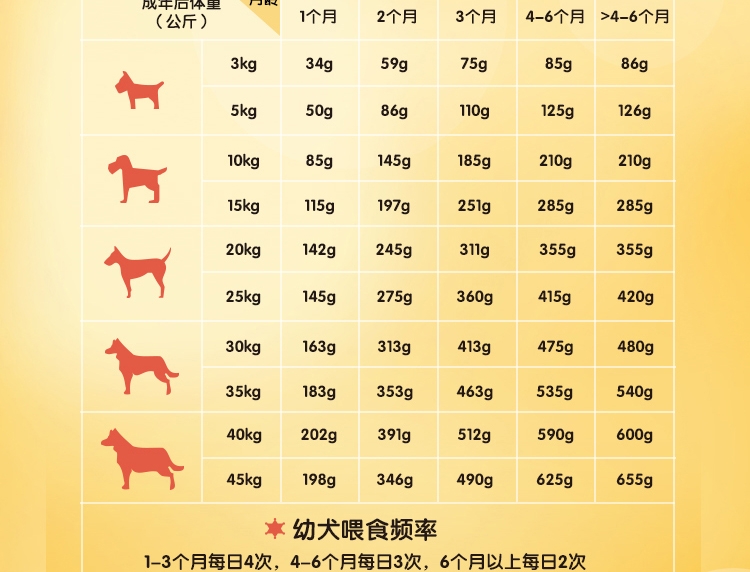 成年后体重
（公斤）
月龄
1个月 2个月 3个月 4-6个月 >4-6个月
3kg 34g 59g 75g 85g 86g
5kg 50g 86g 110g 125g 126g
10kg 85g 145g 185g 210g 210g
15kg 115g 197g 251g 285g 285g
20kg 142g 245g 311g 355g 355g
25kg 145g 275g 360g 415g 420g
30kg 163g 313g 413g 475g 480g
35kg 183g 353g 463g 535g 540g
40kg 202g 391g 512g 590g 600g
45kg 198g 346g 490g 625g 655g
幼犬喂食频率
1-3个月每日4次，4-6个月每日3次，6个月以上每日2次